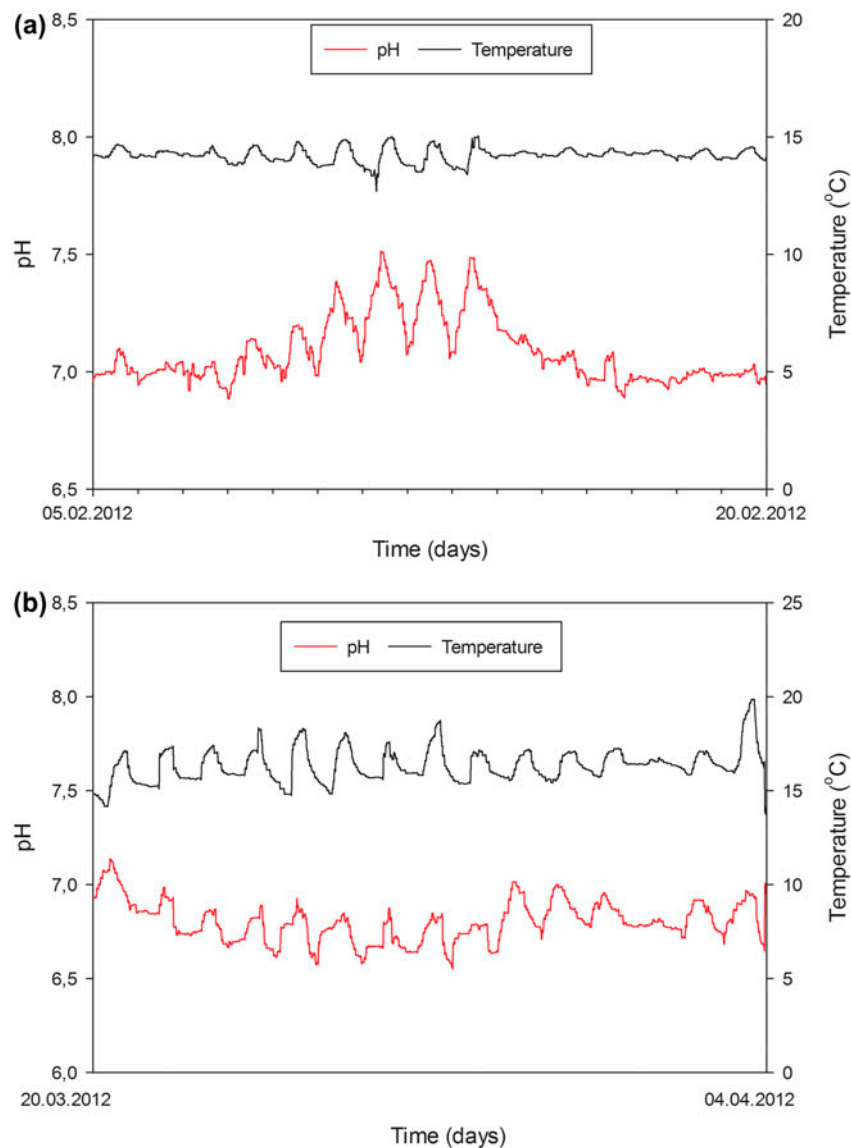 (a)
8,5
8,0
7,5
7,0
6,5
pH
pH Temperature
20
15
10
5
0
Temperature (°C)
05.02.2012 20.02.2012
Time (days)
(b)
8,5
8,0
7,5
7,0
6,5
6,0
pH
pH Temperature
25
20
15
10
5
0
Temperature (°C)
20.03.2012 04.04.2012
Time (days)